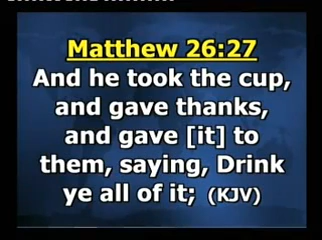 Matthew 26:27
And he took the cup,
and gave thanks,
and gave [it] to
them, saying, Drink
ye all of it; (KJV)